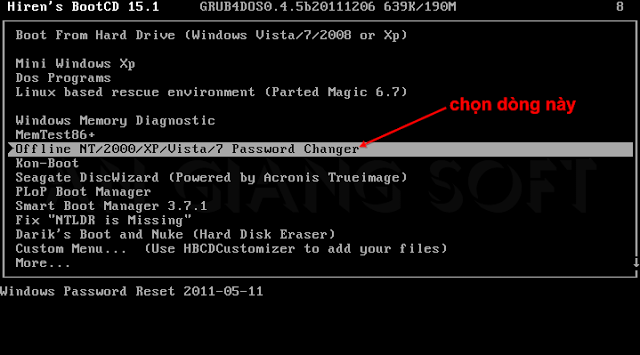 Hiren's BootCD 15.1 GRUB4DOS0.4.5b20111206 639K/190M 8
Boot From Hard Drive (Windows Vista/7/2008 or Xp)
Mini Windows Xp
Dos Programs
Linux based rescue environment (Parted Magic 6.7)
chọn dòng này
Windows Memory Diagnostic
MemTest86+
Offline NT/2000/XP/Vista/7 Password Changer
Kon-Boot
Seagate DiscWizard (Powered by Acronis Trueimage)
PLoP Boot Manager
Smart Boot Manager 3.7.1
Fix "NTLDR is Missing"
Darik's Boot and Nuke (Hard Disk Eraser)
Custom Menu... (Use HBCDCustomizer to add your files)
More...
Windows Password Reset 2011-05-11
GIANG SOFT